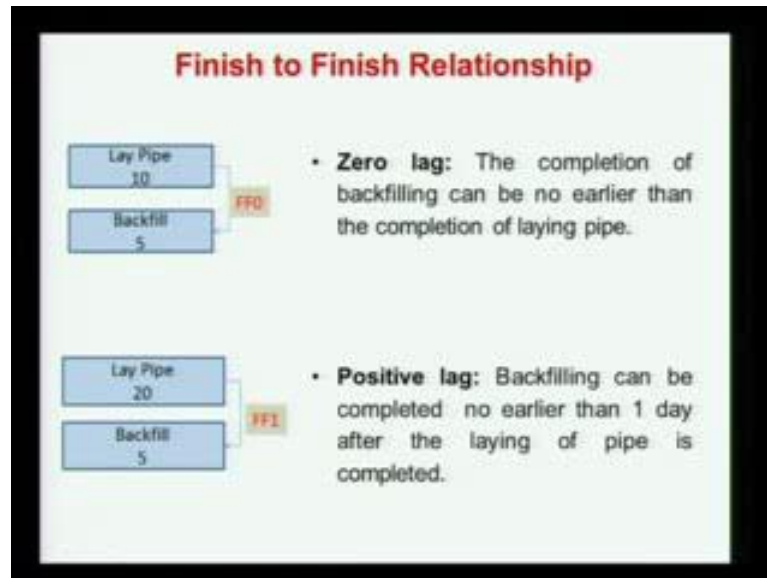 Finish to Finish Relationship
Lay Pipe
10
FF0
Backfill
5
• Zero lag: The completion of
backfilling can be no earlier than
the completion of laying pipe.
Lay Pipe
20
FF1
Backfill
5
• Positive lag: Backfilling can be
completed no earlier than 1 day
after the laying of pipe is
completed.